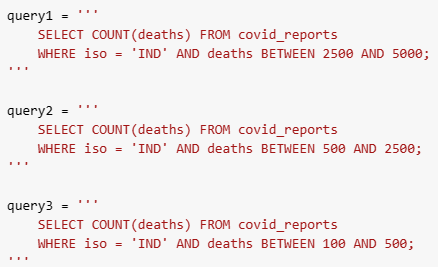 query1 = '''
SELECT COUNT(deaths) FROM covid_reports
WHERE iso = 'IND' AND deaths BETWEEN 2500 AND 5000;
'''
query2 = '''
SELECT COUNT(deaths) FROM covid_reports
WHERE iso = 'IND' AND deaths BETWEEN 500 AND 2500;
'''
query3 = '''
SELECT COUNT(deaths) FROM covid_reports
WHERE iso = 'IND' AND deaths BETWEEN 100 AND 500;
'''